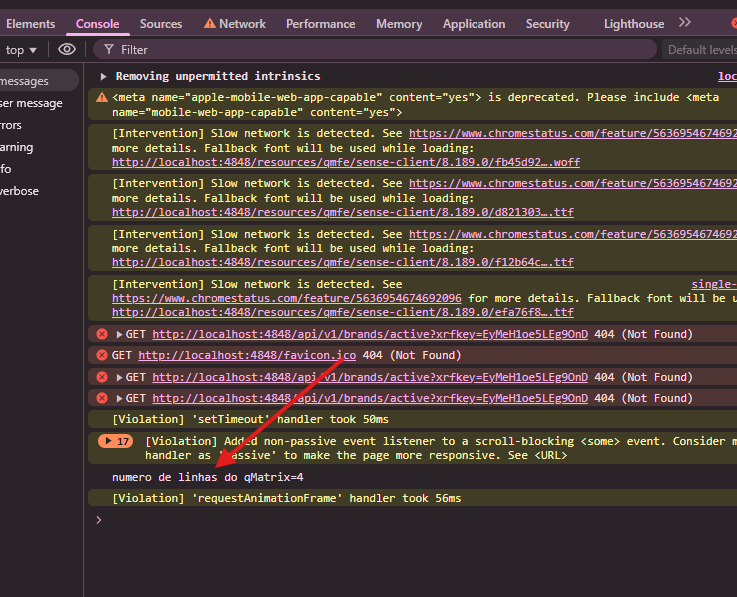 Elements Console Sources Network Performance Memory Application Security Lighthouse
top Filter Default levels
messages
ser message
rors
arning
fo
erbose
Removing unpermitted intrinsics loc
<meta name="apple-mobile-web-app-capable" content="yes"> is deprecated. Please include <meta
name="mobile-web-app-capable" content="yes">
[Intervention] Slow network is detected. See https://www.chromestatus.com/feature/5636954674692
more details. Fallback font will be used while loading:
http://localhost:4848/resources/qmfe/sense-client/8.189.0/fb45d92….woff
[Intervention] Slow network is detected. See https://www.chromestatus.com/feature/5636954674692
more details. Fallback font will be used while loading:
http://localhost:4848/resources/qmfe/sense-client/8.189.0/d821303….ttf
[Intervention] Slow network is detected. See https://www.chromestatus.com/feature/5636954674692
more details. Fallback font will be used while loading:
http://localhost:4848/resources/qmfe/sense-client/8.189.0/f12b64c….ttf
[Intervention] Slow network is detected. See single-
https://www.chromestatus.com/feature/5636954674692096 for more details. Fallback font will be u
http://localhost:4848/resources/qmfe/sense-client/8.189.0/efa76f8….ttf
GET http://localhost:4848/api/v1/brands/active?xrfkey=EyMeH1oe5LEg9OnD 404 (Not Found)
GET http://localhost:4848/favicon.ico 404 (Not Found)
GET http://localhost:4848/api/v1/brands/active?xrfkey=EyMeH1oe5LEg9OnD 404 (Not Found)
GET http://localhost:4848/api/v1/brands/active?xrfkey=EyMeH1oe5LEg9OnD 404 (Not Found)
[Violation] 'setTimeout' handler took 50ms
17 [Violation] Added non-passive event listener to a scroll-blocking <some> event. Consider m
handler as 'passive' to make the page more responsive. See <URL>
numero de linhas do qMatrix=4
[Violation] 'requestAnimationFrame' handler took 56ms